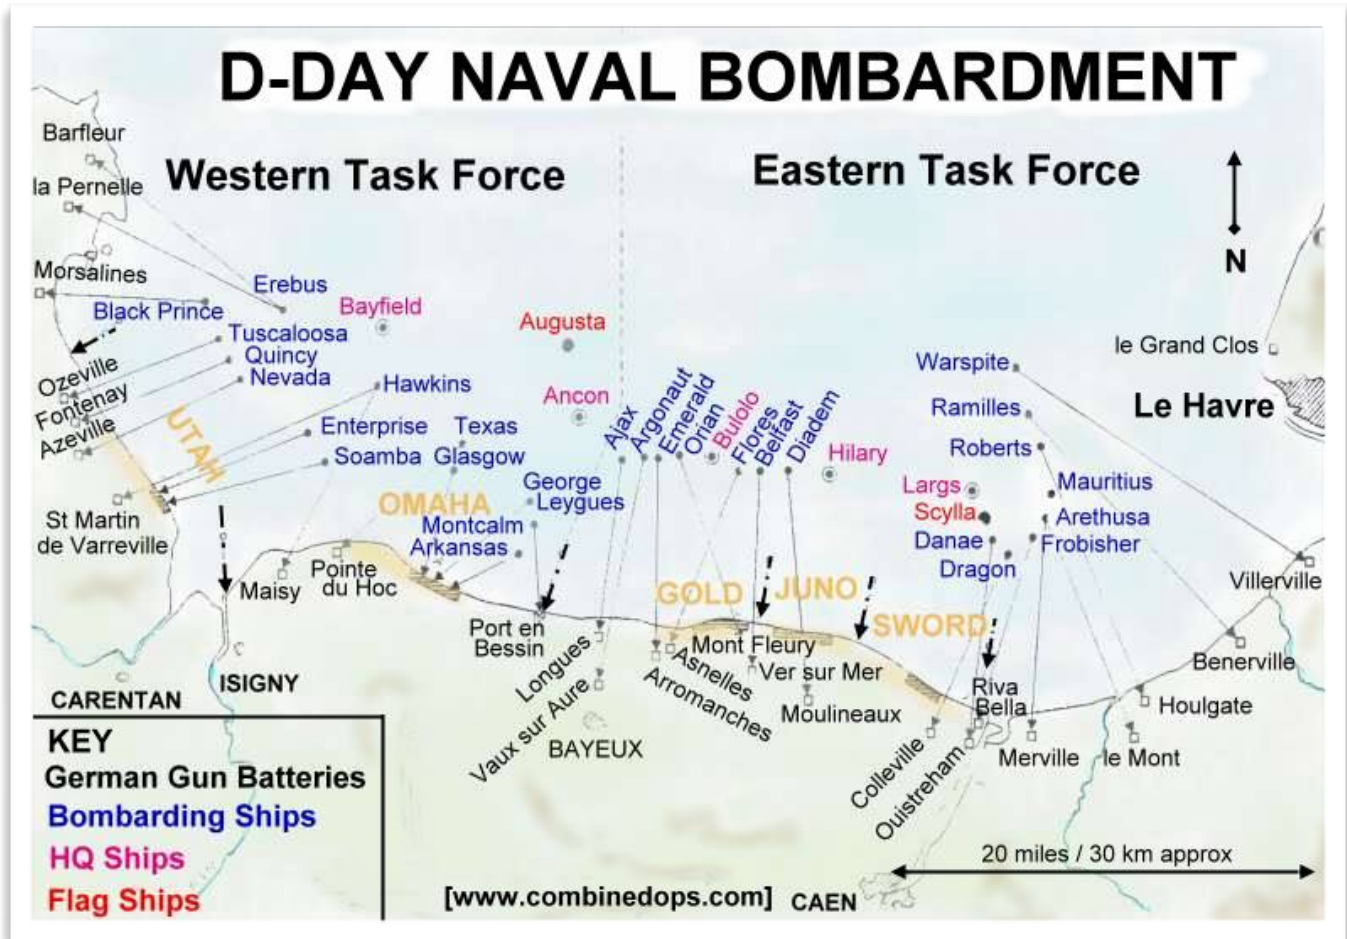 D-DAY NAVAL BOMBARDMENT
Western Task Force
Eastern Task Force
Barfleur
la Pernelle
Morsalines
Black Prince
Erebus
Bayfield
Augusta
Tuscaloosa
Quincy
Nevada
Ozeville
Fontenay
Azeville
UTAH
Hawkins
Enterprise
Soamba
Texas
Glasgow
Ancon
George
Leygues
OMAHA
Montcalm
Arkansas
Ajax
Argonaut
Emerald
Orian
Bulolo
Flores
Belfast
Diadem
Hilary
Warspite
Ramilles
Roberts
Mauritius
Largs
Scylla
Arethusa
Danae
Frobisher
Dragon
N
le Grand Clos
Le Havre
St Martin
de Varreville
Maisy
Pointe
du Hoc
Port en
Bessin
Longues
Vaux sur Aure
GOLD
JUNO
SWORD
Mont Fleury
Asnelles
Arromanches
Ver sur Mer
Moulineaux
Riva
Bella
Colleville
Ouistreham
Merville
le Mont
Houlgate
Benerville
Villerville
CARENTAN
ISIGNY
BAYEUX
CAEN
20 miles / 30 km approx
KEY
German Gun Batteries
Bombarding Ships
HQ Ships
Flag Ships
[www.combinedops.com]